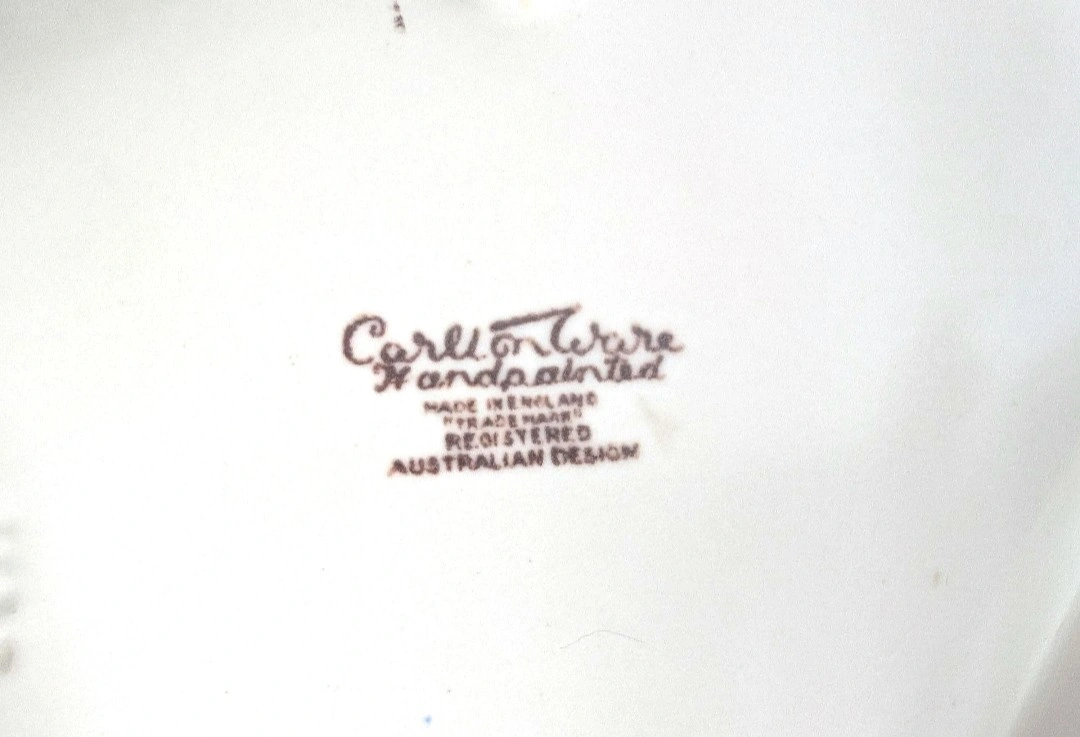 Carlton Ware
Handpainted
MADE IN ENGLAND
"TRADE MARK"
REGISTERED
AUSTRALIAN DESIGN